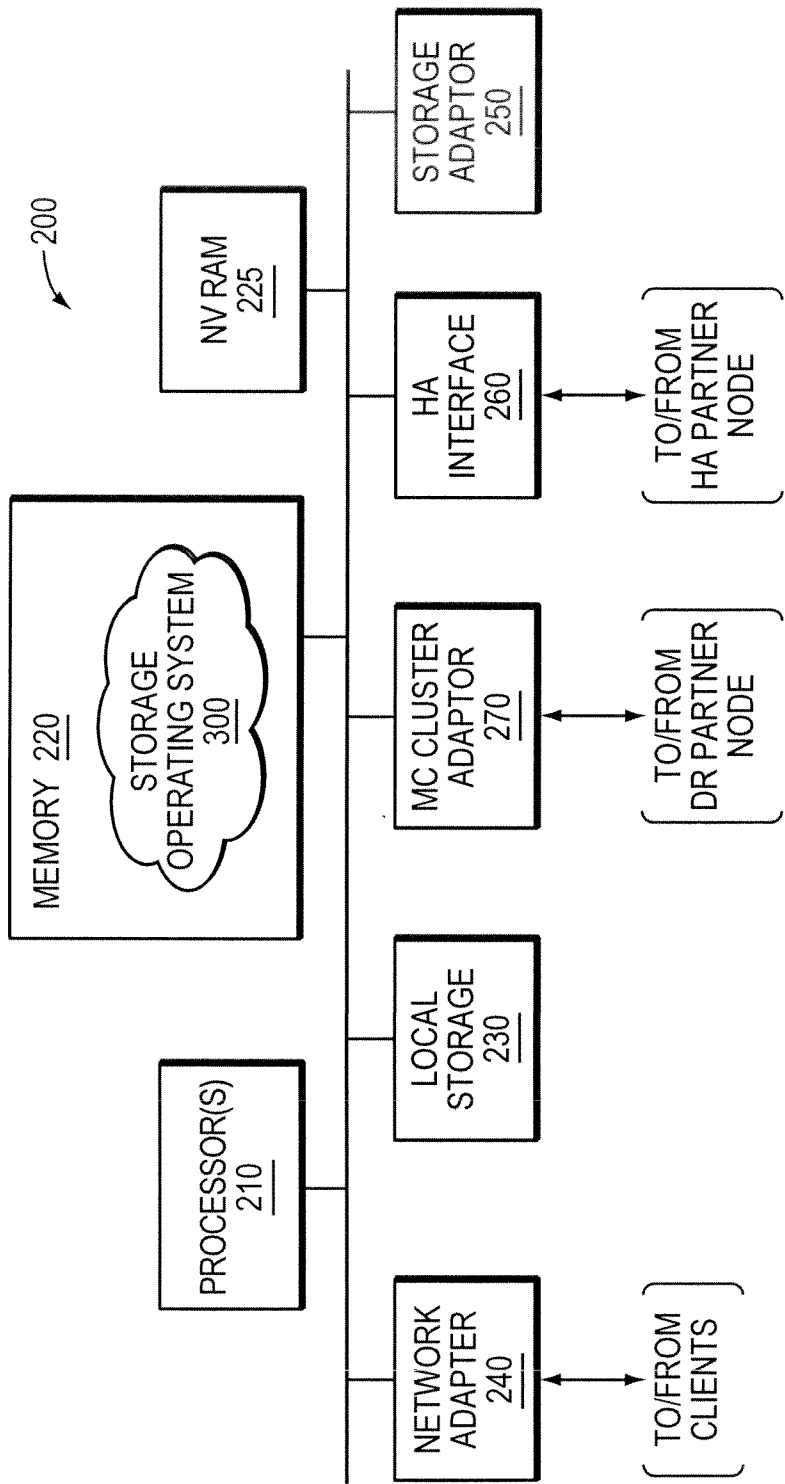 200
MEMORY 220
STORAGE
OPERATING SYSTEM
300
PROCESSOR(S)
210
NV RAM
225
NETWORK
ADAPTER
240
LOCAL
STORAGE
230
MC CLUSTER
ADAPTOR
270
HA
INTERFACE
260
STORAGE
ADAPTOR
250
TO/FROM
CLIENTS
TO/FROM
DR PARTNER
NODE
TO/FROM
HA PARTNER
NODE